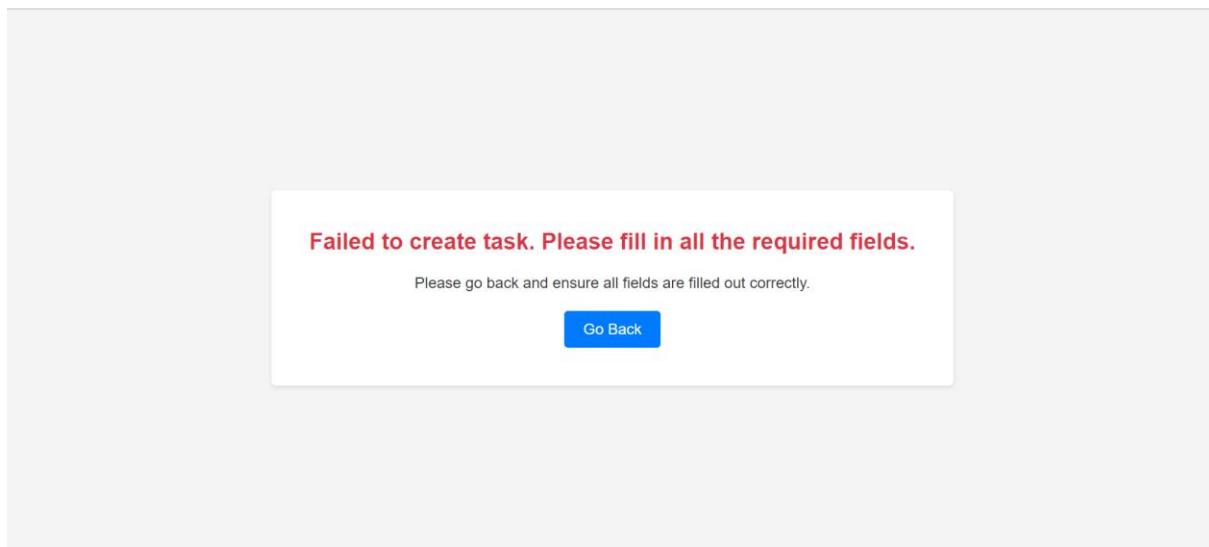 Failed to create task. Please fill in all the required fields.
Please go back and ensure all fields are filled out correctly.
Go Back